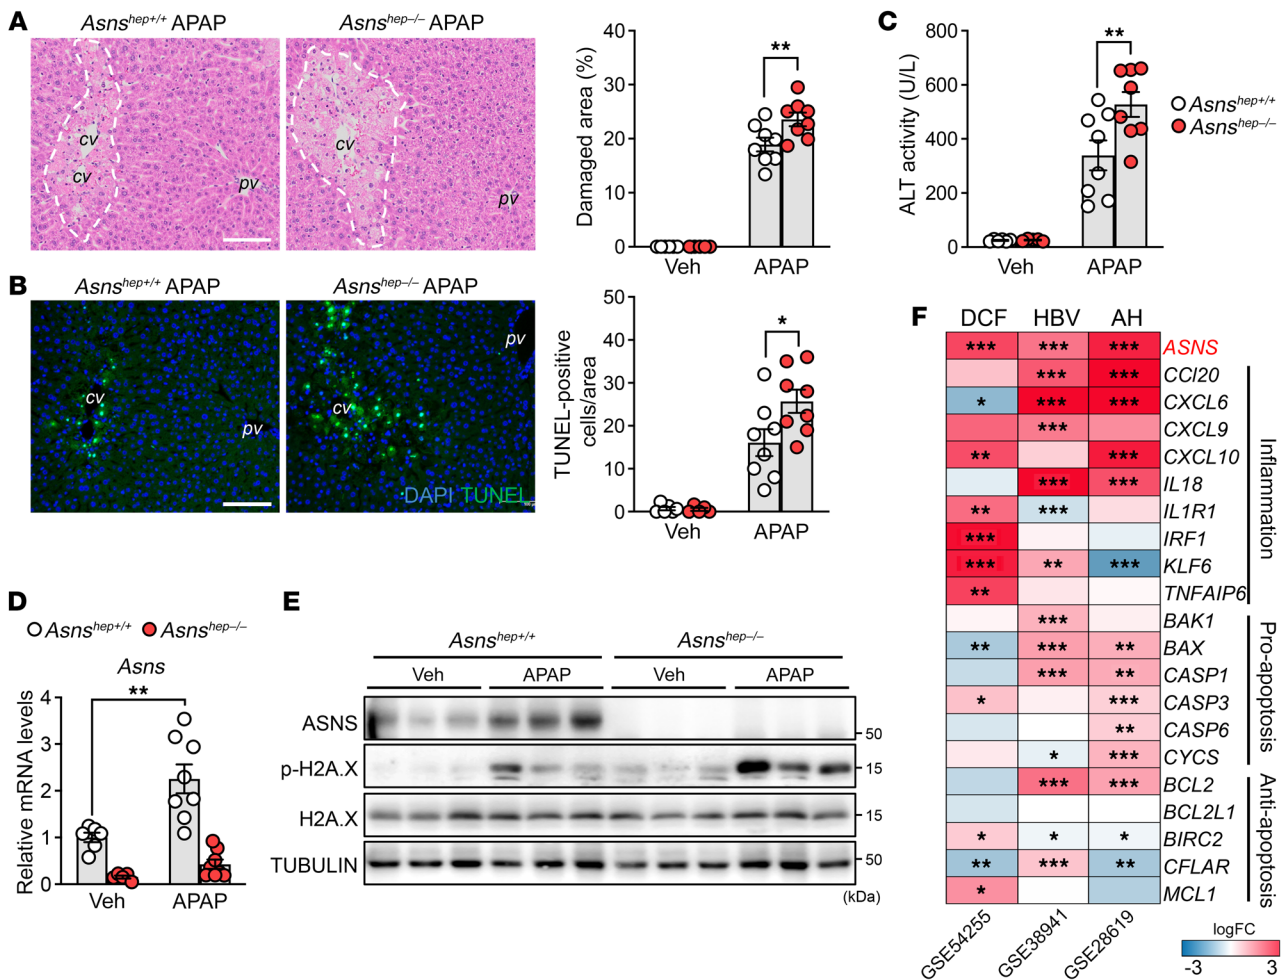 A
Asns^hep+/+ APAP
Asns^hep–/– APAP
cv
cv
pv
cv
pv
Damaged area (%)
40
30
20
10
0
**
Veh
APAP
C
ALT activity (U/L)
800
600
400
200
0
**
Veh
APAP
Asns^hep+/+
Asns^hep–/–
B
Asns^hep+/+ APAP
Asns^hep–/– APAP
cv
pv
cv
pv
DAPI TUNEL
TUNEL-positive
cells/area
50
40
30
20
10
0
*
Veh
APAP
D
Asns^hep+/+
Asns^hep–/–
Asns
Relative mRNA levels
4
3
2
1
0
**
Veh
APAP
E
Asns^hep+/+
Asns^hep–/–
Veh
APAP
Veh
APAP
ASNS
50
p-H2A.X
15
H2A.X
15
TUBULIN
50
(kDa)
F
DCF HBV AH
*** *** *** ASNS
*** *** CCl20
* *** *** CXCL6
*** CXCL9
** *** CXCL10
*** *** IL18
** *** IL1R1
*** IRF1
*** ** *** KLF6
** TNFAIP6
*** BAK1
** *** ** BAX
*** ** CASP1
* *** CASP3
** CASP6
* *** CYCS
*** *** BCL2
BCL2L1
* * * BIRC2
** *** ** CFLAR
* MCL1
Inflammation
Pro-apoptosis
Anti-apoptosis
GSE54255
GSE38941
GSE28619
logFC
-3
3